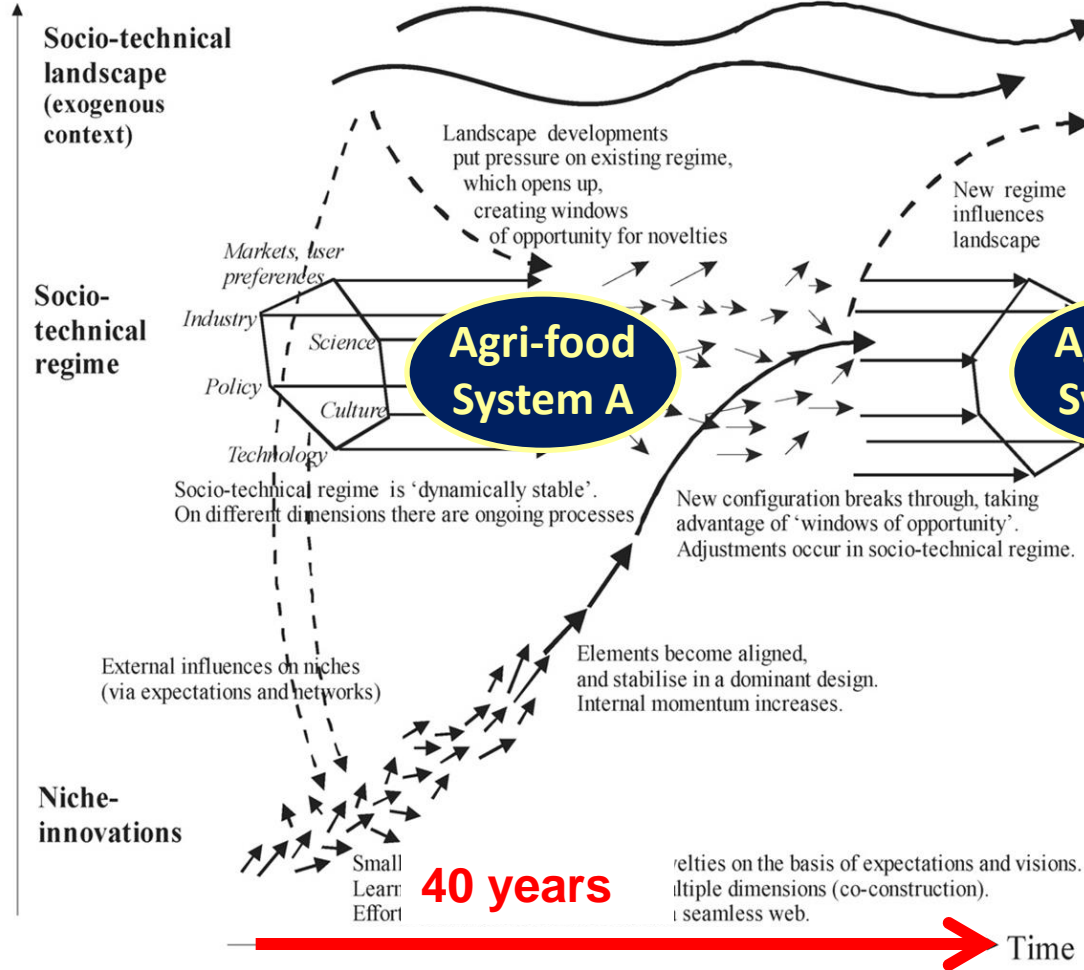 Socio-technical
landscape
(exogenous
context)
Landscape developments
put pressure on existing regime,
which opens up,
creating windows
of opportunity for novelties
New regime
influences
landscape
Markets, user
preferences
Socio-
technical
regime
Industry
Science
Policy
Culture
Technology
Agri-food
System A
A
Sy
Socio-technical regime is ‘dynamically stable’.
On different dimensions there are ongoing processes
New configuration breaks through, taking
advantage of ‘windows of opportunity’.
Adjustments occur in socio-technical regime.
External influences on niches
(via expectations and networks)
Elements become aligned,
and stabilise in a dominant design.
Internal momentum increases.
Niche-
innovations
Small velties on the basis of expectations and visions.
Learn ltiple dimensions (co-construction).
Effort seamless web.
40 years
Time